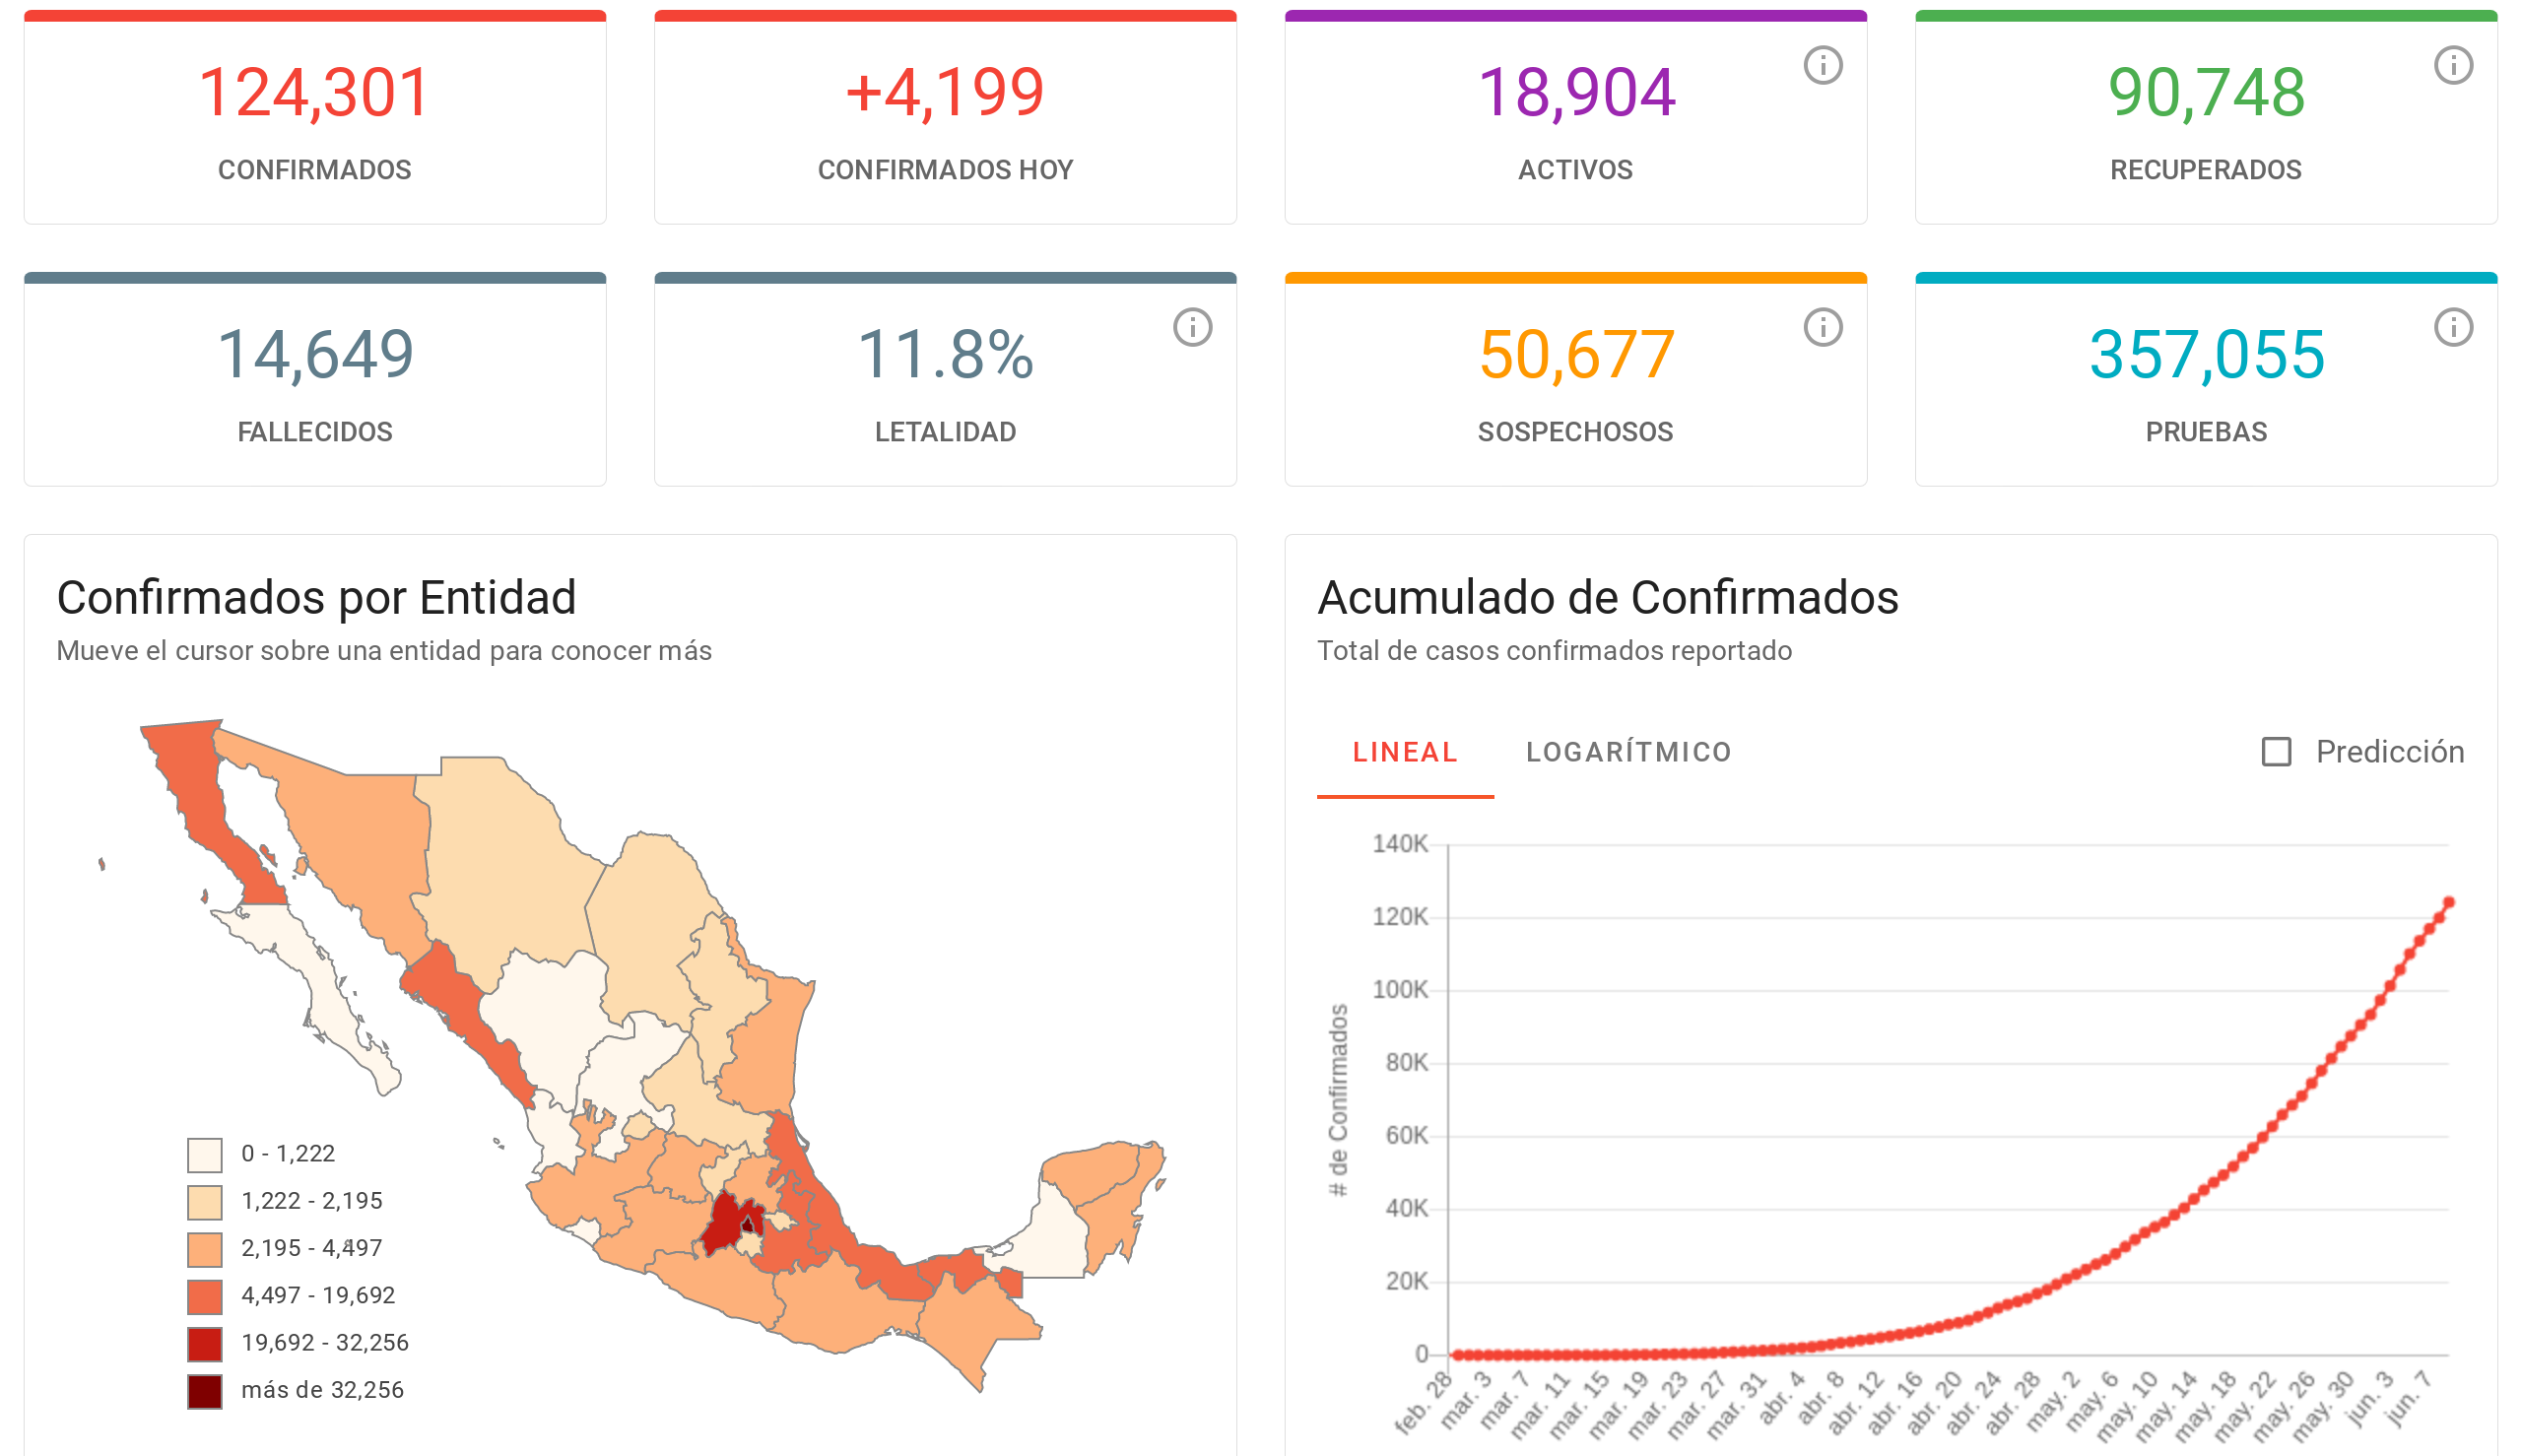 124,301
CONFIRMADOS
+4,199
CONFIRMADOS HOY
18,904
ACTIVOS
90,748
RECUPERADOS
14,649
FALLECIDOS
11.8%
LETALIDAD
50,677
SOSPECHOSOS
357,055
PRUEBAS
Confirmados por Entidad
Mueve el cursor sobre una entidad para conocer más
0 - 1,222
1,222 - 2,195
2,195 - 4,497
4,497 - 19,692
19,692 - 32,256
más de 32,256
Acumulado de Confirmados
Total de casos confirmados reportado
LINEAL
LOGARÍTMICO
Predicción
# de Confirmados
140K
120K
100K
80K
60K
40K
20K
0
feb. 28
mar. 3
mar. 7
mar. 11
mar. 15
mar. 19
mar. 23
mar. 27
mar. 31
abr. 4
abr. 8
abr. 12
abr. 16
abr. 20
abr. 24
abr. 28
may. 2
may. 6
may. 10
may. 14
may. 18
may. 22
may. 26
may. 30
jun. 3
jun. 7